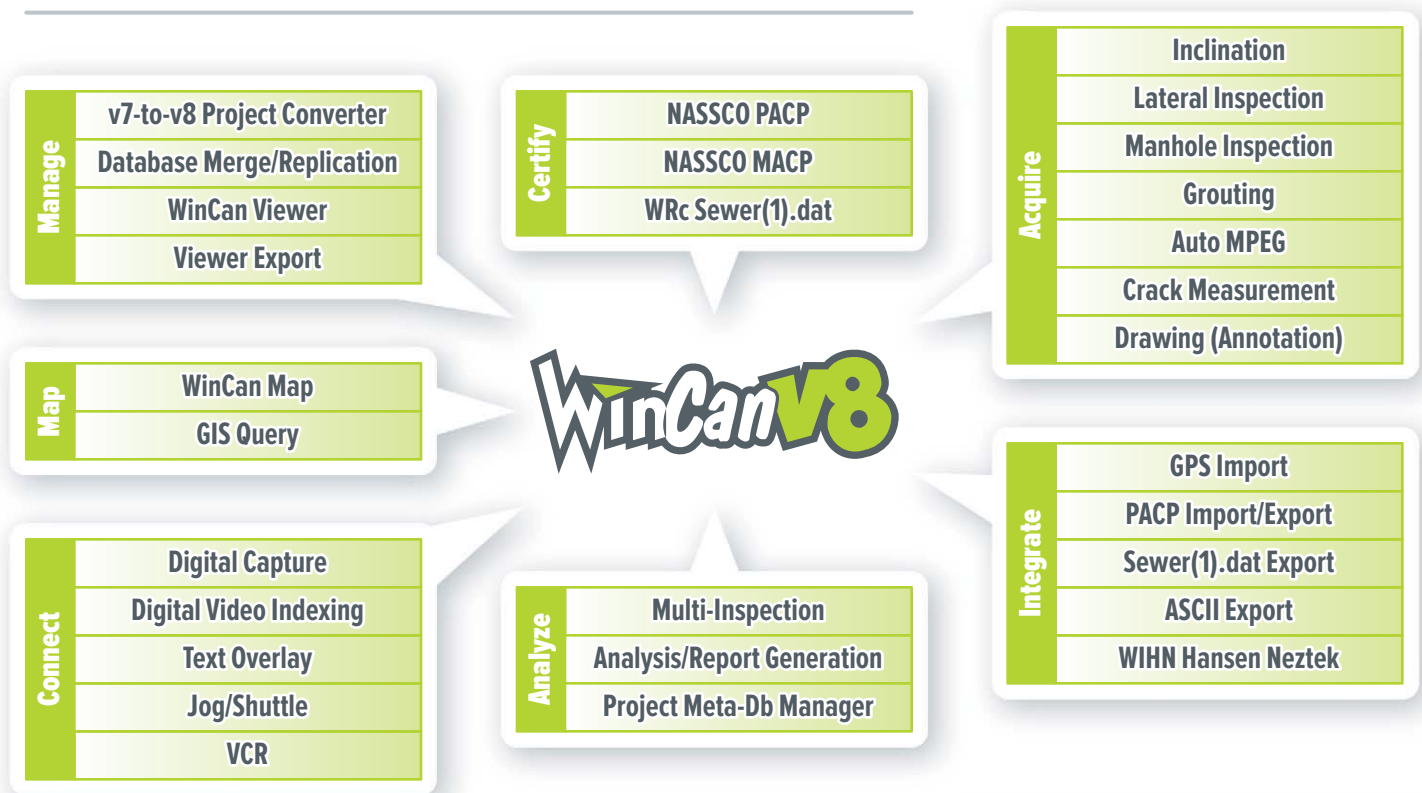 Manage
v7-to-v8 Project Converter
Database Merge/Replication
WinCan Viewer
Viewer Export
Certify
NASSCO PACP
NASSCO MACP
WRc Sewer(1).dat
Acquire
Inclination
Lateral Inspection
Manhole Inspection
Grouting
Auto MPEG
Crack Measurement
Drawing (Annotation)
Map
WinCan Map
GIS Query
WinCanV8
Connect
Digital Capture
Digital Video Indexing
Text Overlay
Jog/Shuttle
VCR
Analyze
Multi-Inspection
Analysis/Report Generation
Project Meta-Db Manager
Integrate
GPS Import
PACP Import/Export
Sewer(1).dat Export
ASCII Export
WIHN Hansen Neztek